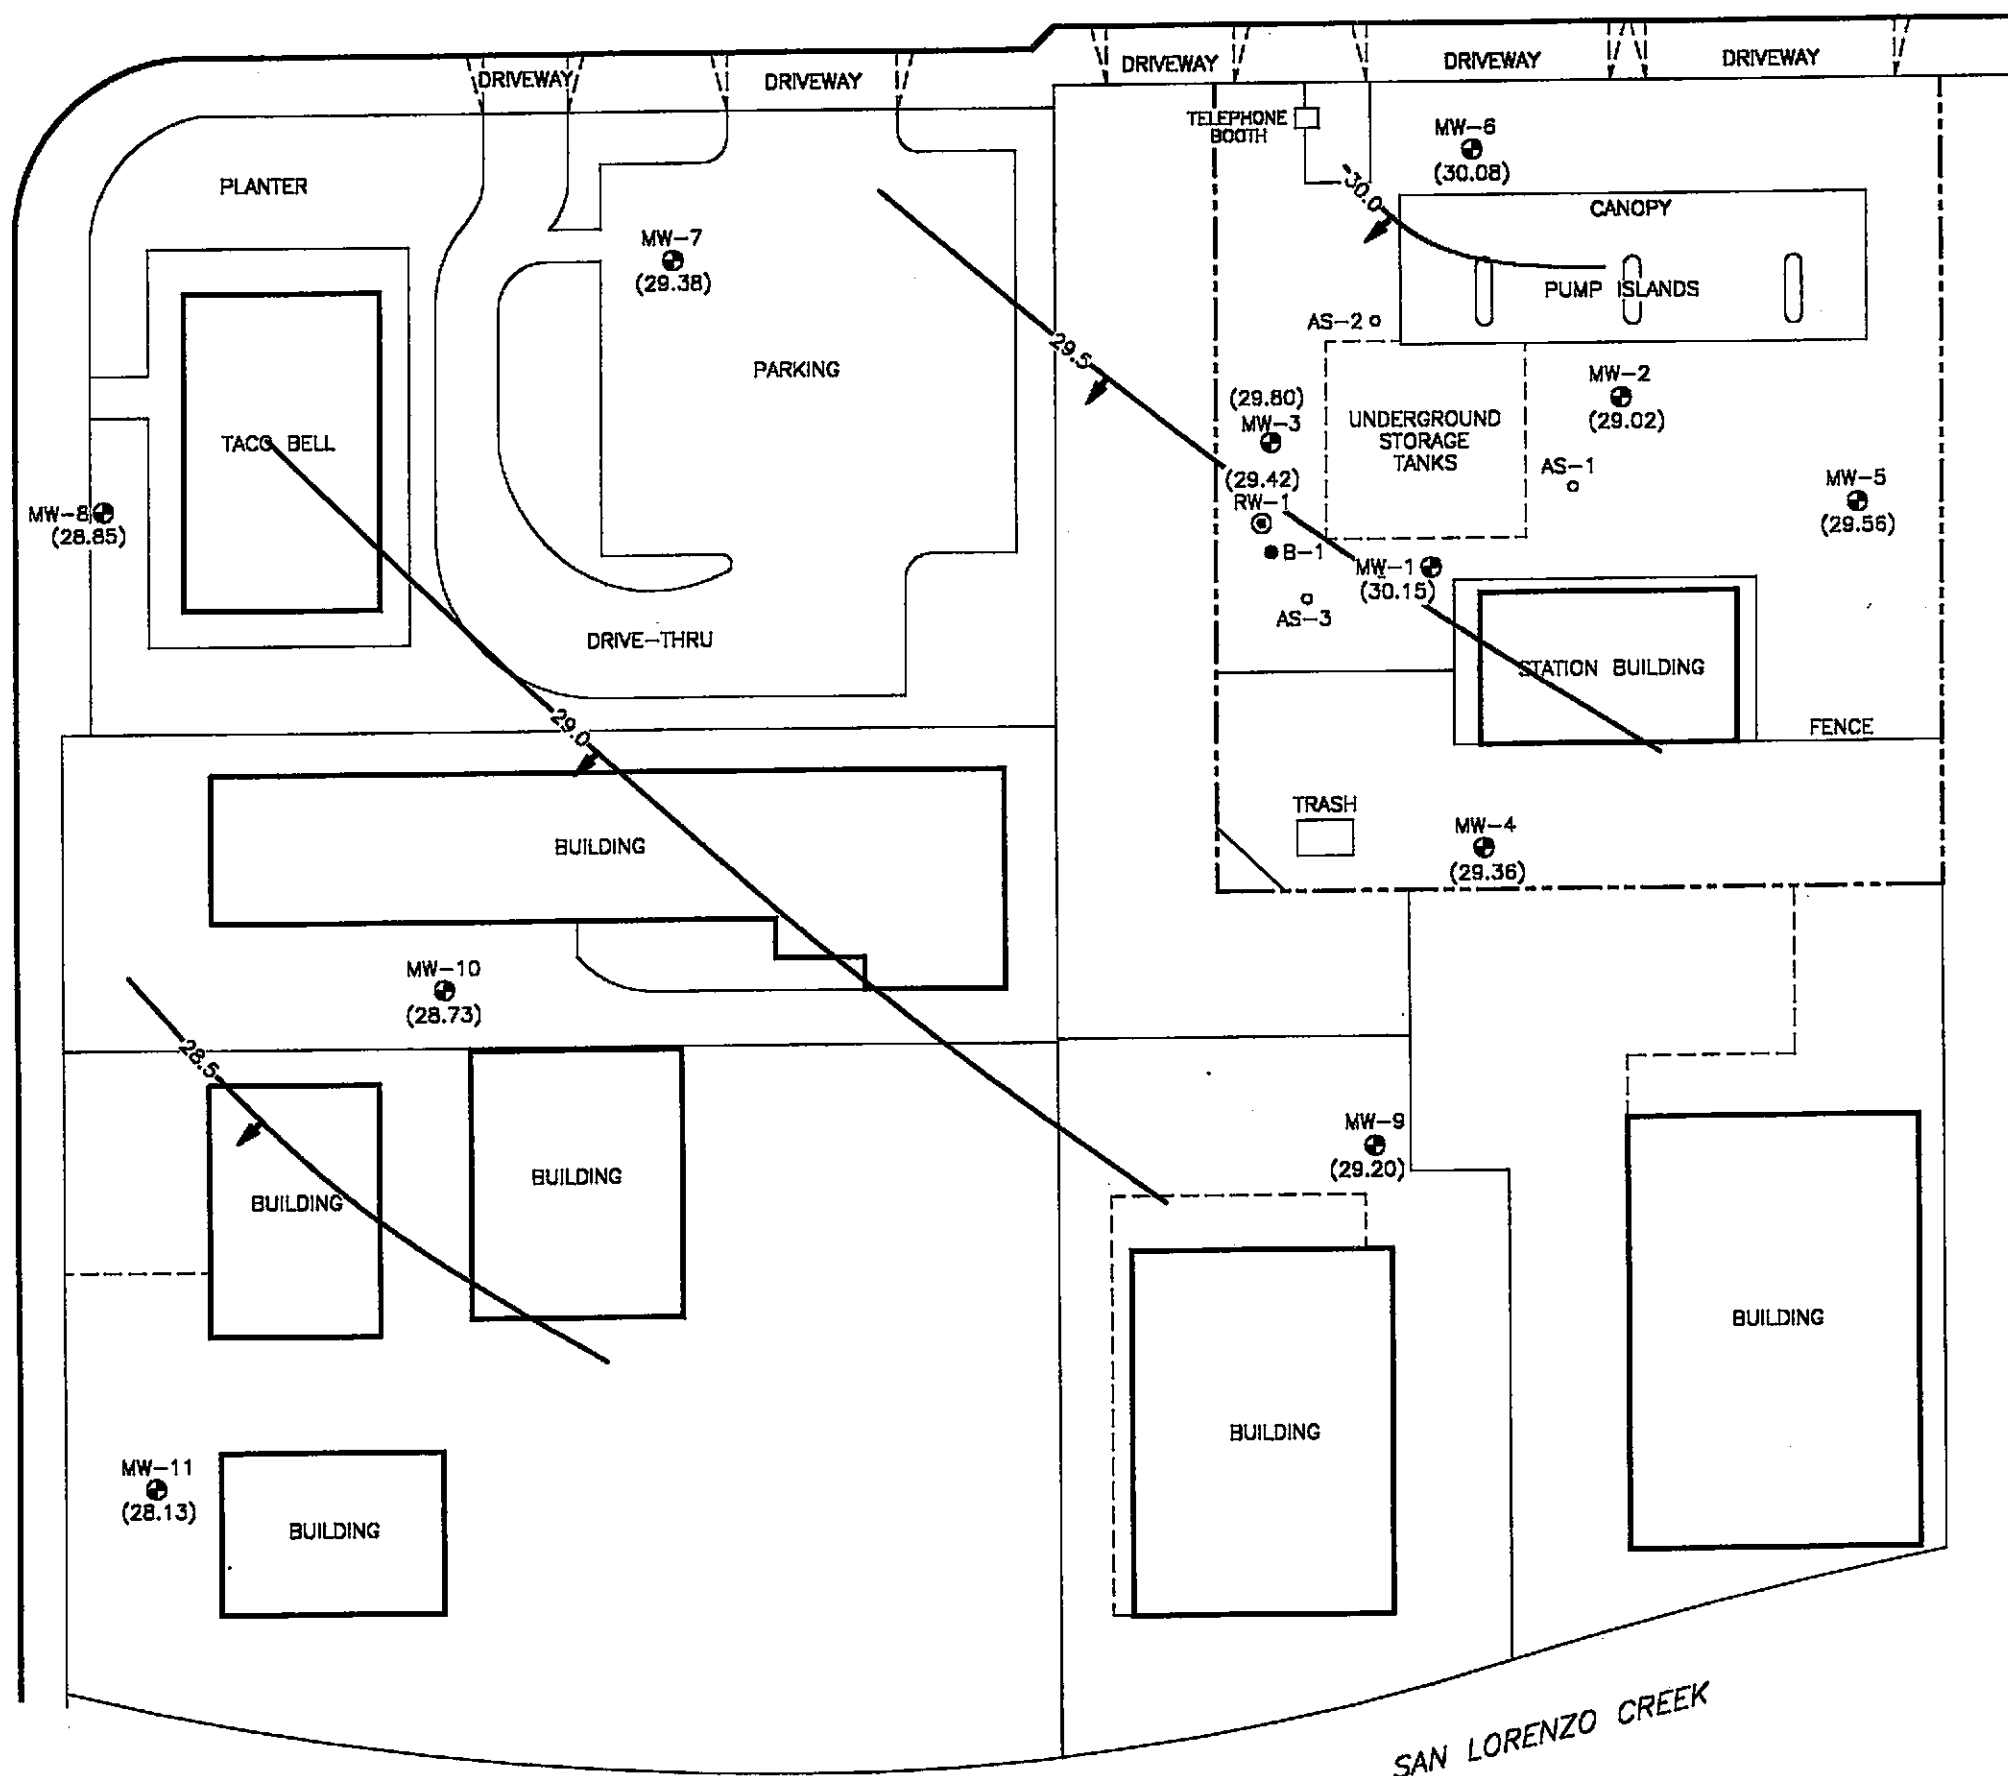 DRIVEWAY
DRIVEWAY
DRIVEWAY
DRIVEWAY
DRIVEWAY
TELEPHONE
BOOTH
MW-6
(30.08)
PLANTER
30.0
CANOPY
MW-7
(29.38)
PUMP ISLANDS
AS-2
29.5
PARKING
MW-2
(29.02)
(29.80)
MW-3
UNDERGROUND
STORAGE
TANKS
TACO BELL
AS-1
(29.42)
RW-1
MW-5
(29.56)
MW-8
(28.85)
B-1
MW-1
(30.15)
AS-3
DRIVE-THRU
STATION BUILDING
29.0
FENCE
TRASH
MW-4
(29.36)
BUILDING
MW-10
(28.73)
28.5
MW-9
(29.20)
BUILDING
BUILDING
BUILDING
BUILDING
MW-11
(28.13)
BUILDING
SAN LORENZO CREEK